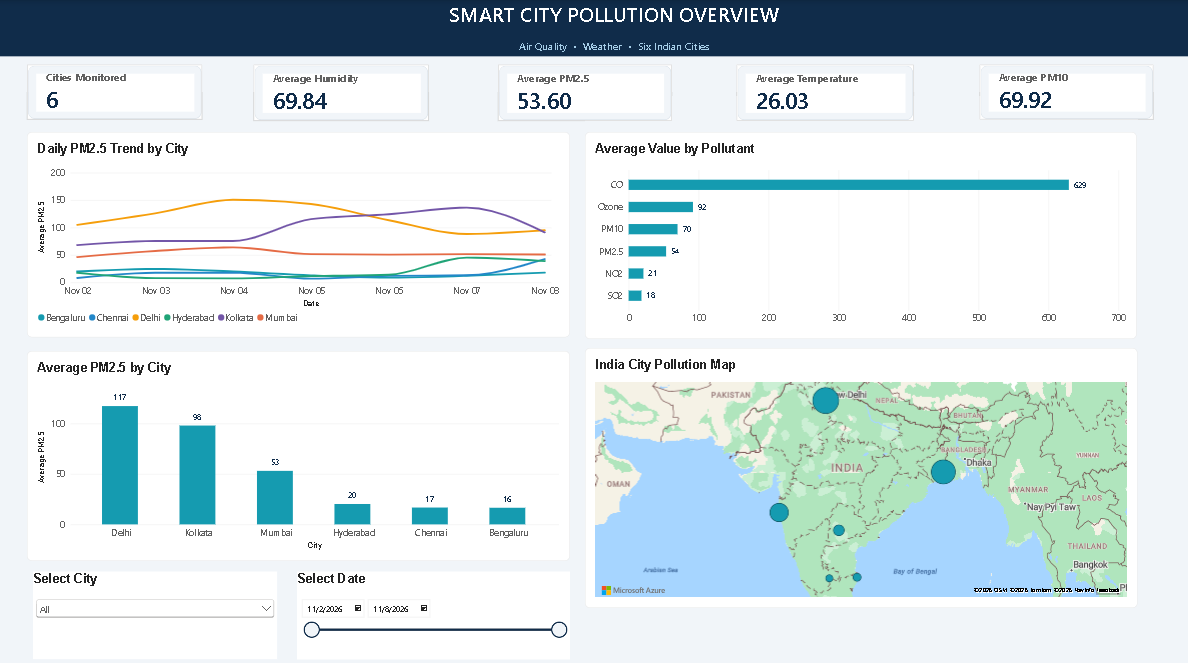 SMART CITY POLLUTION OVERVIEW
Air Quality • Weather • Six Indian Cities
Cities Monitored
6
Average Humidity
69.84
Average PM2.5
53.60
Average Temperature
26.03
Average PM10
69.92
Daily PM2.5 Trend by City
200
150
100
50
0
Average PM2.5
Nov 02 Nov 03 Nov 04 Nov 05 Nov 06 Nov 07 Nov 08
Date
Bengaluru Chennai Delhi Hyderabad Kolkata Mumbai
Average Value by Pollutant
CO 629
Ozone 92
PM10 70
PM2.5 54
NO2 21
SO2 18
0 100 200 300 400 500 600 700
Average PM2.5 by City
117
98
53
20
17
16
100
50
0
Average PM2.5
Delhi Kolkata Mumbai Hyderabad Chennai Bengaluru
City
India City Pollution Map
PAKISTAN
New Delhi
NEPAL
BHUTAN
BANGLADESH
Dhaka
YUNNAN
INDIA
OMAN
MYANMAR
LAOS
Nay Pyi Taw
THAILAND
Bangkok
Arabian Sea
Bay of Bengal
Microsoft Azure
©2026 OSM ©2026 TomTom
Select City
All
Select Date
11/2/2026 11/8/2026